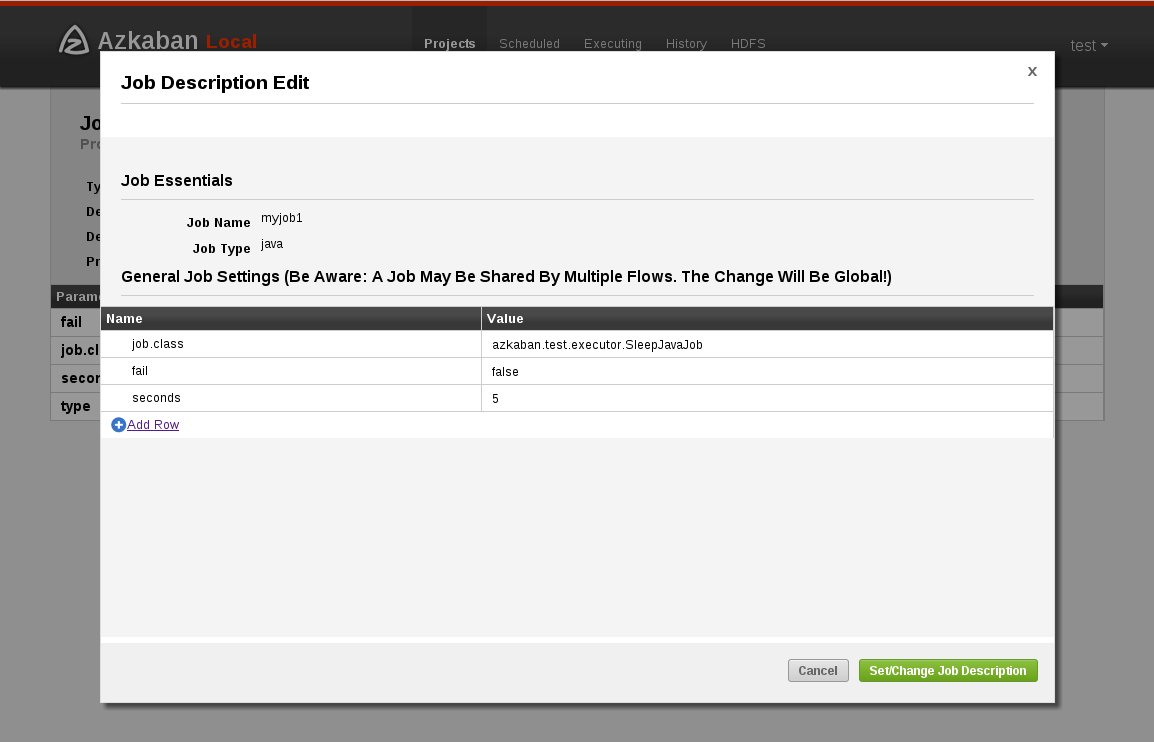 Azkaban Local
Projects Scheduled Executing History HDFS
test
Job Description Edit
x
Job Essentials
Job Name myjob1
Job Type java
General Job Settings (Be Aware: A Job May Be Shared By Multiple Flows. The Change Will Be Global!)
Name Value
job.class azkaban.test.executor.SleepJavaJob
fail false
seconds 5
Add Row
Cancel Set/Change Job Description
Jo
Pro
Ty
De
De
Pr
Param
fail
job.cl
secon
type